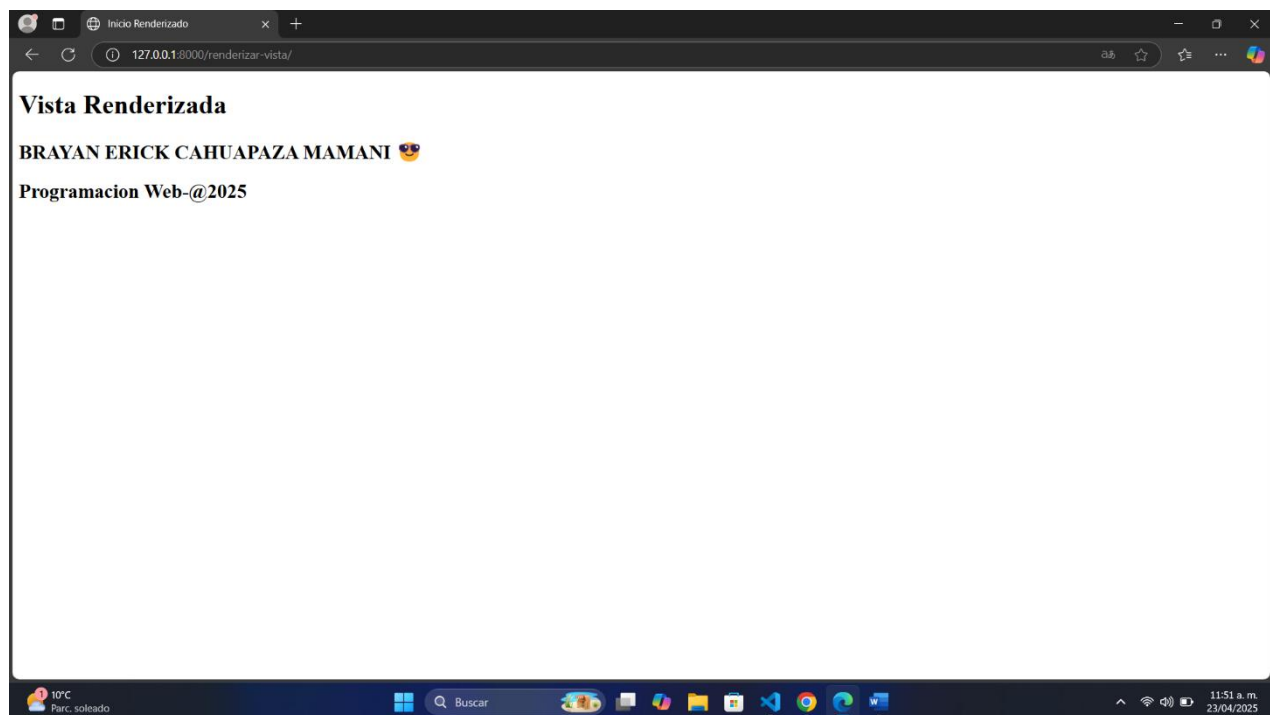 Inicio Renderizado
127.0.0.1:8000/renderizar-vista/
Vista Renderizada
BRAYAN ERICK CAHUAPAZA MAMANI 😎
Programacion Web-@2025
1
10°C
Parc. soleado
Buscar
11:51 a. m.
23/04/2025